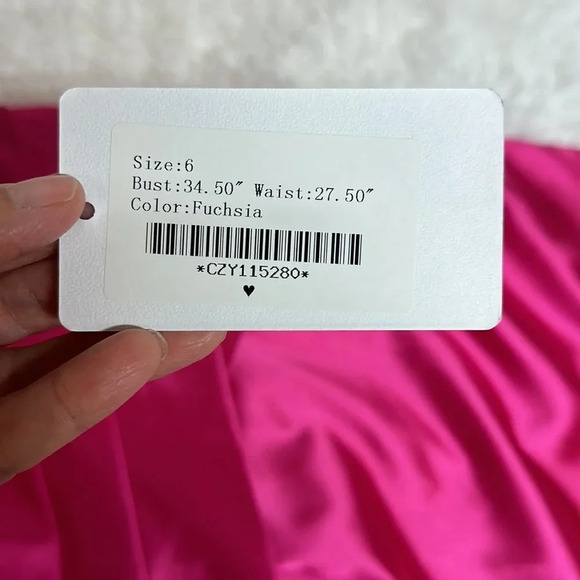 Size:6
Bust:34.50″ Waist:27.50″
Color:Fuchsia
*CZY115280*
♥